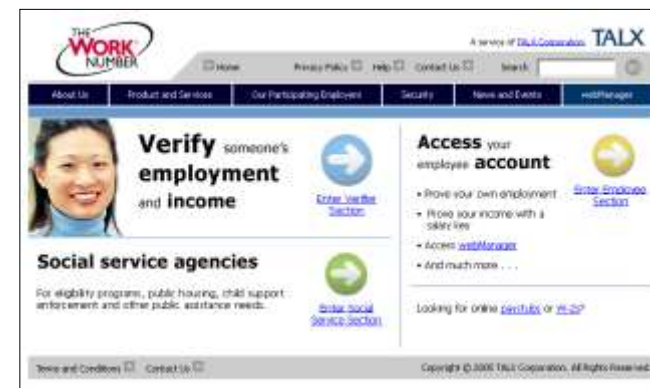 THE
WORK
NUMBER
A service of TALX Corporation TALX
Home Privacy Policy Help Contact Us Search
About Us Product and Services Our Participating Employers Security News and Events webManager
Verify someone's
employment
and income
Enter Verifier
Section
Access your
employee account
• Prove your own employment
• Prove your income with a
salary key
• Access webManager
• And much more . . .
Enter Employee
Section
Social service agencies
For eligibility programs, public housing, child support
enforcement and other public assistance needs.
Enter Social
Service Section
Looking for online paystubs or W-2s?
Terms and Conditions Contact Us
Copyright © 2005 TALX Corporation. All Rights Reserved